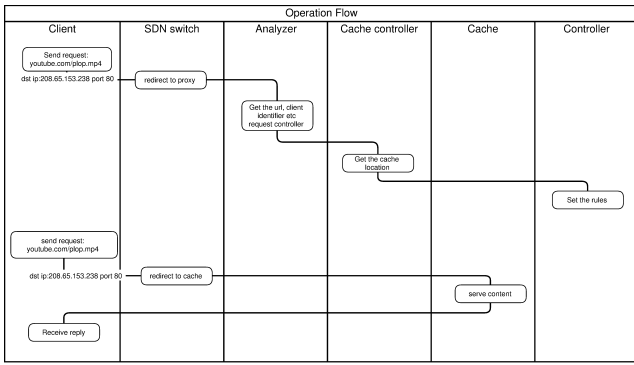 Operation Flow
Client
SDN switch
Analyzer
Cache controller
Cache
Controller
Send request:
youtube.com/plop.mp4
dst ip:208.65.153.238 port 80
redirect to proxy
Get the url, client
identifier etc
request controller
Get the cache
location
Set the rules
send request:
youtube.com/plop.mp4
dst ip:208.65.153.238 port 80
redirect to cache
serve content
Receive reply